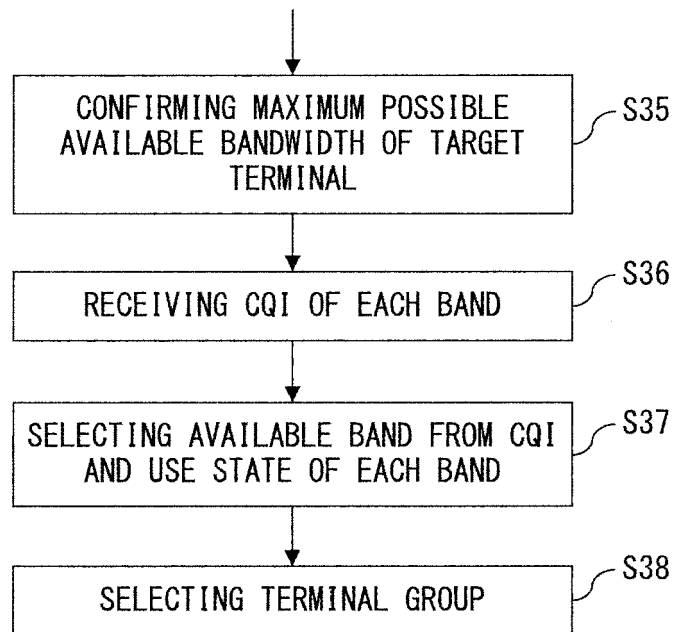 CONFIRMING MAXIMUM POSSIBLE
AVAILABLE BANDWIDTH OF TARGET
TERMINAL
S35
RECEIVING CQI OF EACH BAND
S36
SELECTING AVAILABLE BAND FROM CQI
AND USE STATE OF EACH BAND
S37
SELECTING TERMINAL GROUP
S38